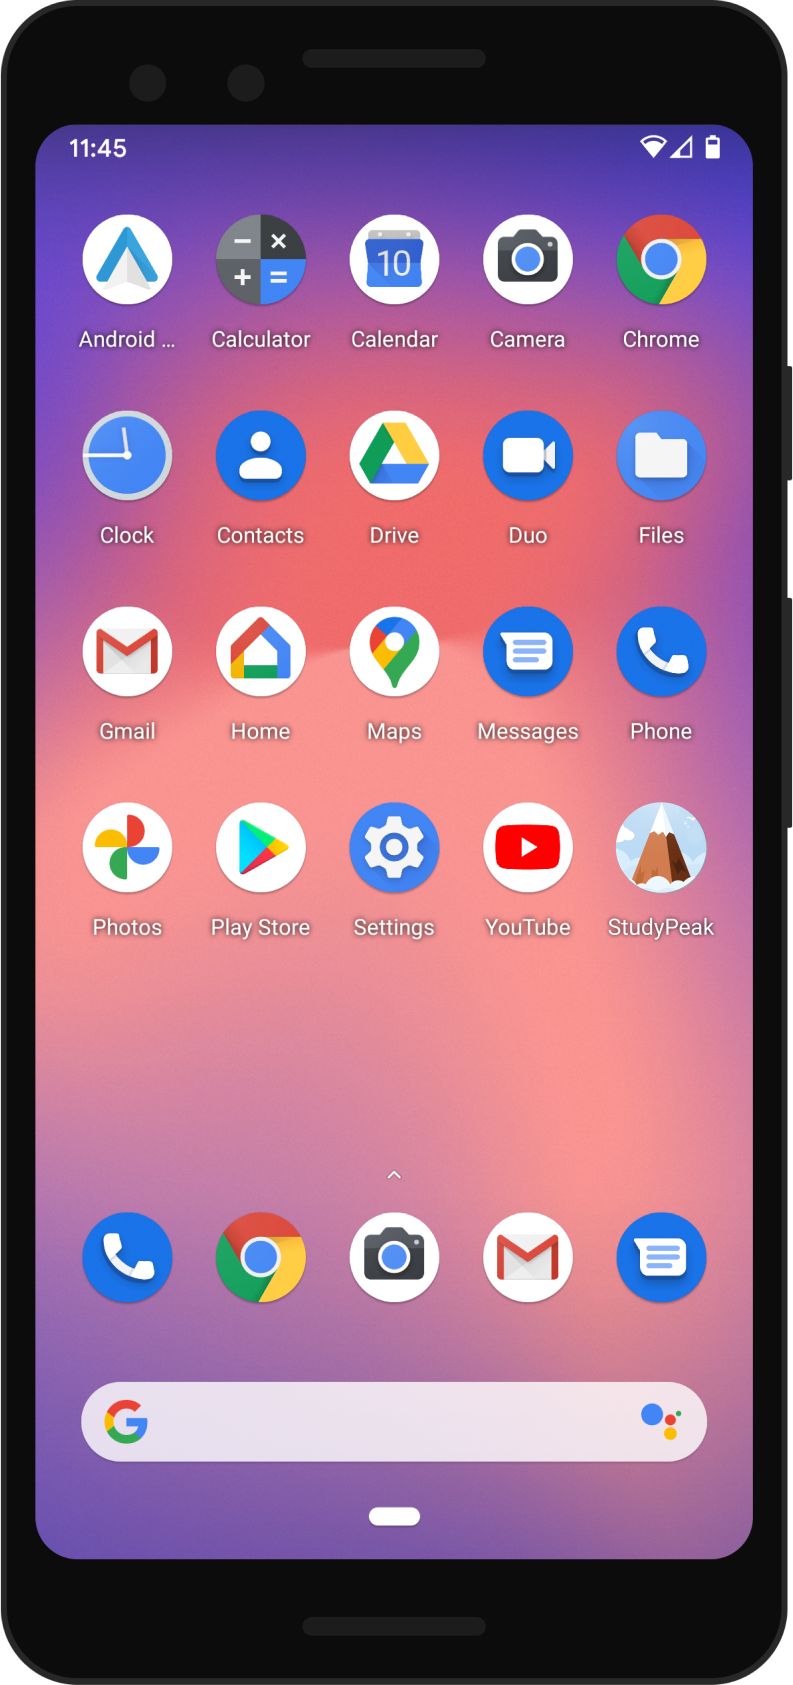 11:45
Android ...
Calculator
Calendar
Camera
Chrome
10
Clock
Contacts
Drive
Duo
Files
Gmail
Home
Maps
Messages
Phone
Photos
Play Store
Settings
YouTube
StudyPeak
G